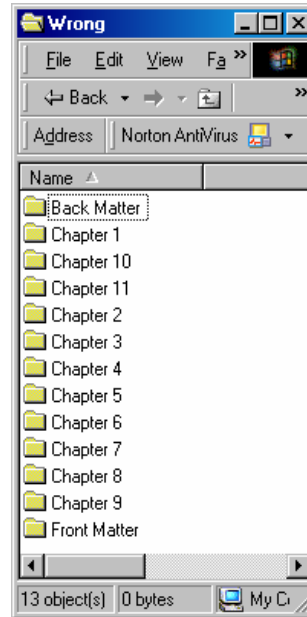 Wrong
File Edit View Fa »
Back »
Address Norton AntiVirus
Name
Back Matter
Chapter 1
Chapter 10
Chapter 11
Chapter 2
Chapter 3
Chapter 4
Chapter 5
Chapter 6
Chapter 7
Chapter 8
Chapter 9
Front Matter
13 object(s) 0 bytes My C